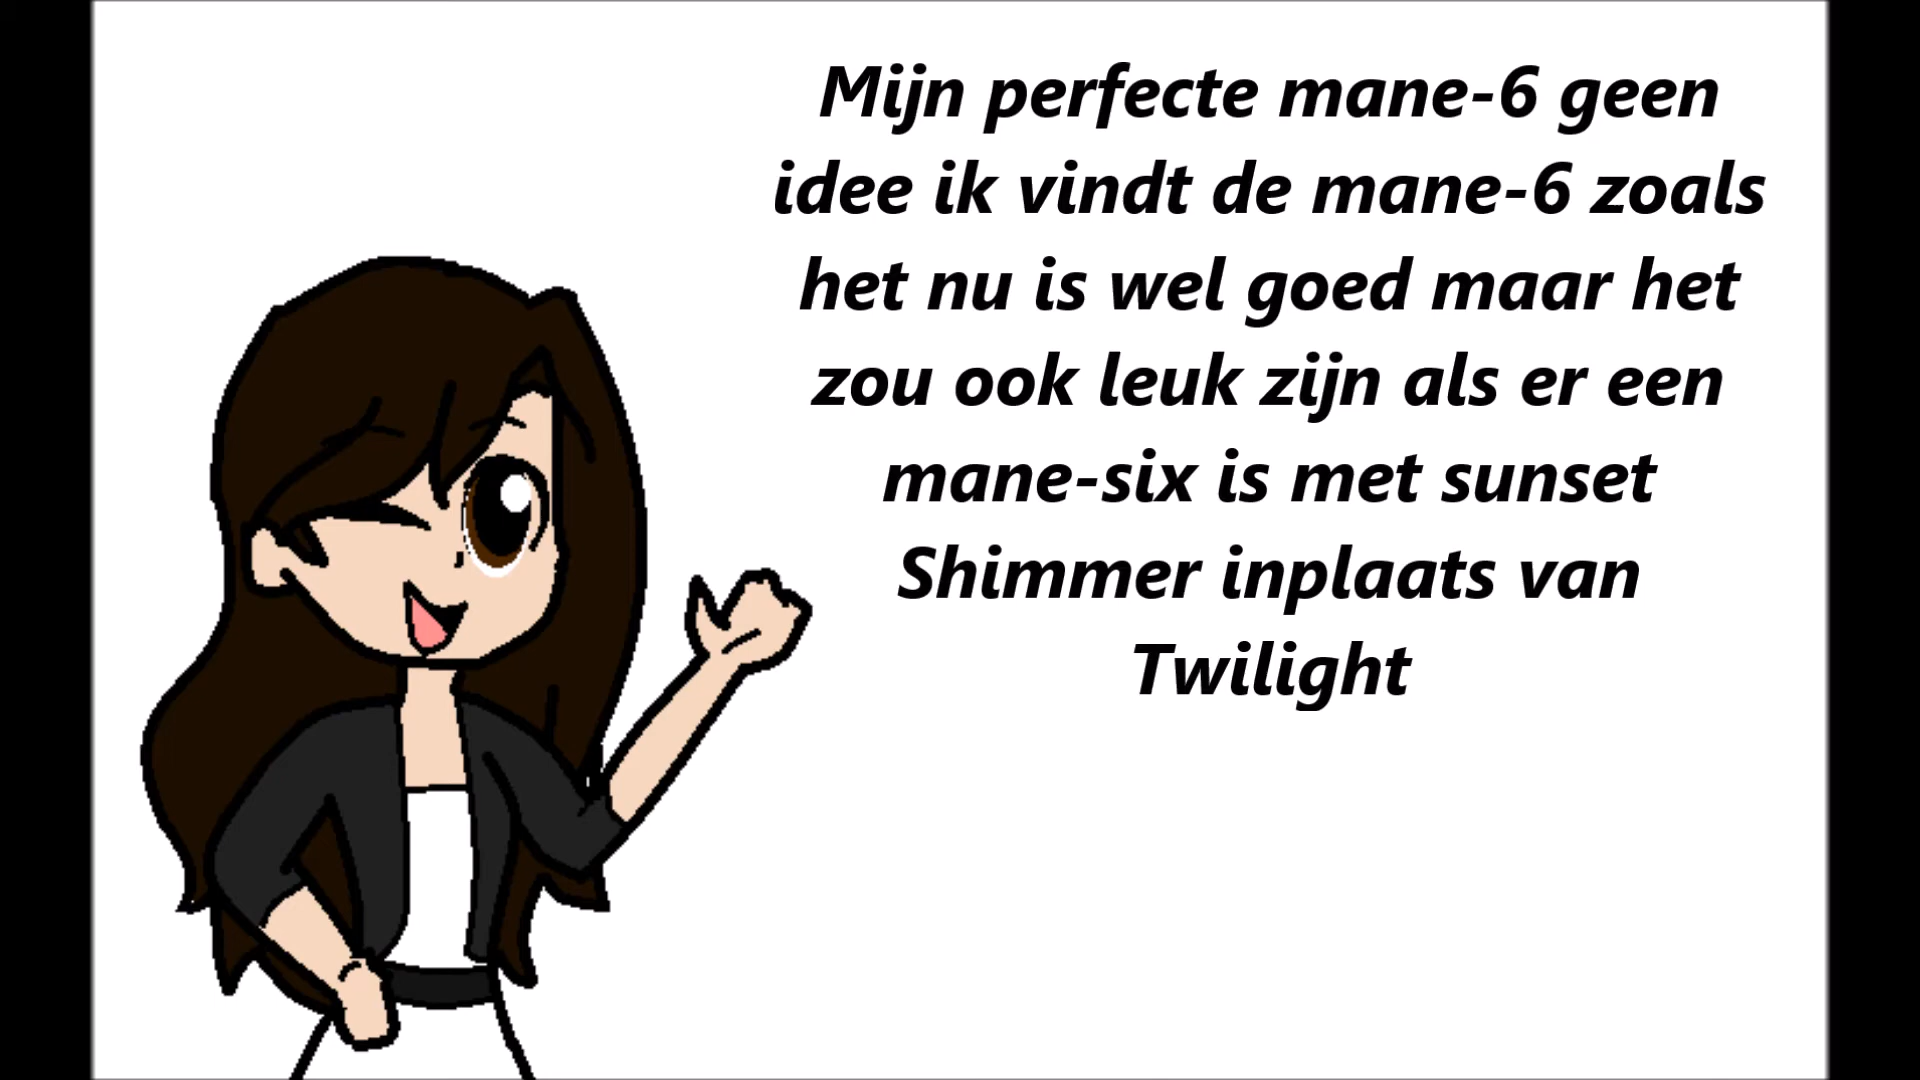 Mijn perfecte mane-6 geen
idee ik vindt de mane-6 zoals
het nu is wel goed maar het
zou ook leuk zijn als er een
mane-six is met sunset
Shimmer inplaats van
Twilight